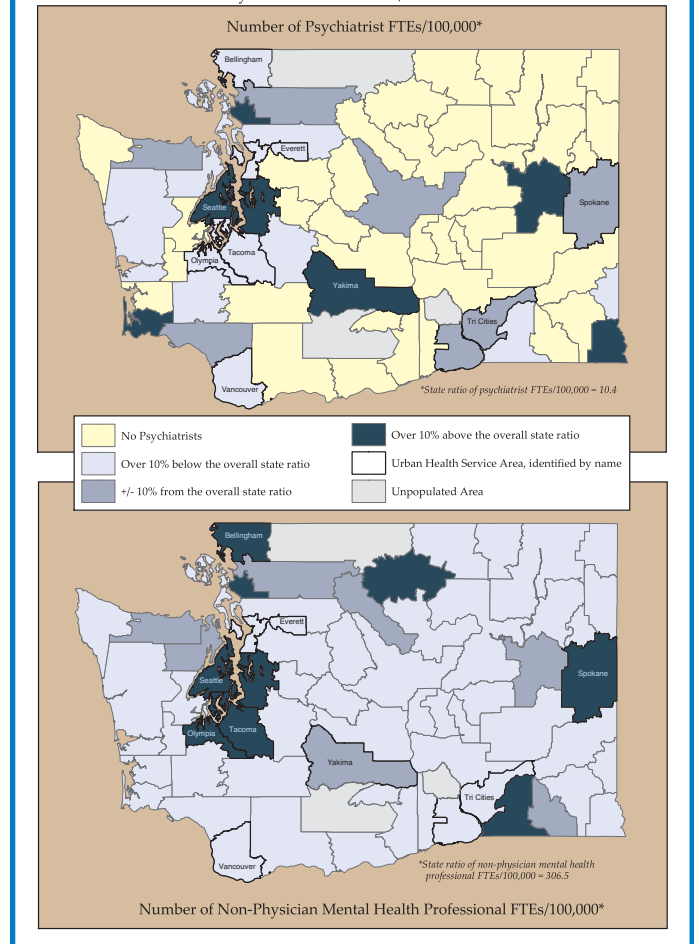 Number of Psychiatrist FTEs/100,000*
Bellingham
Everett
Seattle
Spokane
Tacoma
Olympia
Yakima
Tri Cities
Vancouver
*State ratio of psychiatrist FTEs/100,000 = 10.4
No Psychiatrists
Over 10% below the overall state ratio
+/- 10% from the overall state ratio
Over 10% above the overall state ratio
Urban Health Service Area, identified by name
Unpopulated Area
Bellingham
Everett
Seattle
Spokane
Tacoma
Olympia
Yakima
Tri Cities
Vancouver
*State ratio of non-physician mental health
professional FTEs/100,000 = 306.5
Number of Non-Physician Mental Health Professional FTEs/100,000*